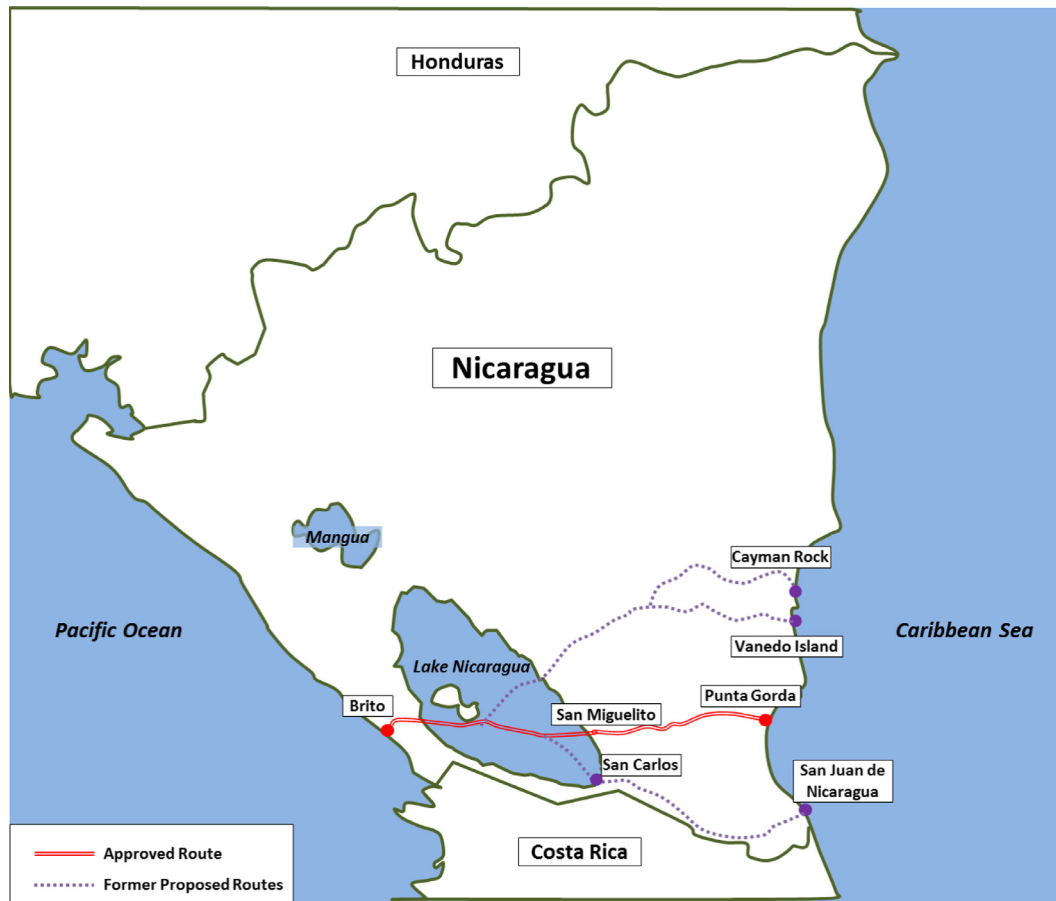 Honduras
Nicaragua
Mangua
Cayman Rock
Pacific Ocean
Caribbean Sea
Vanedo Island
Lake Nicaragua
Brito
Punta Gorda
San Miguelito
San Carlos
San Juan de
Nicaragua
Costa Rica
Approved Route
Former Proposed Routes